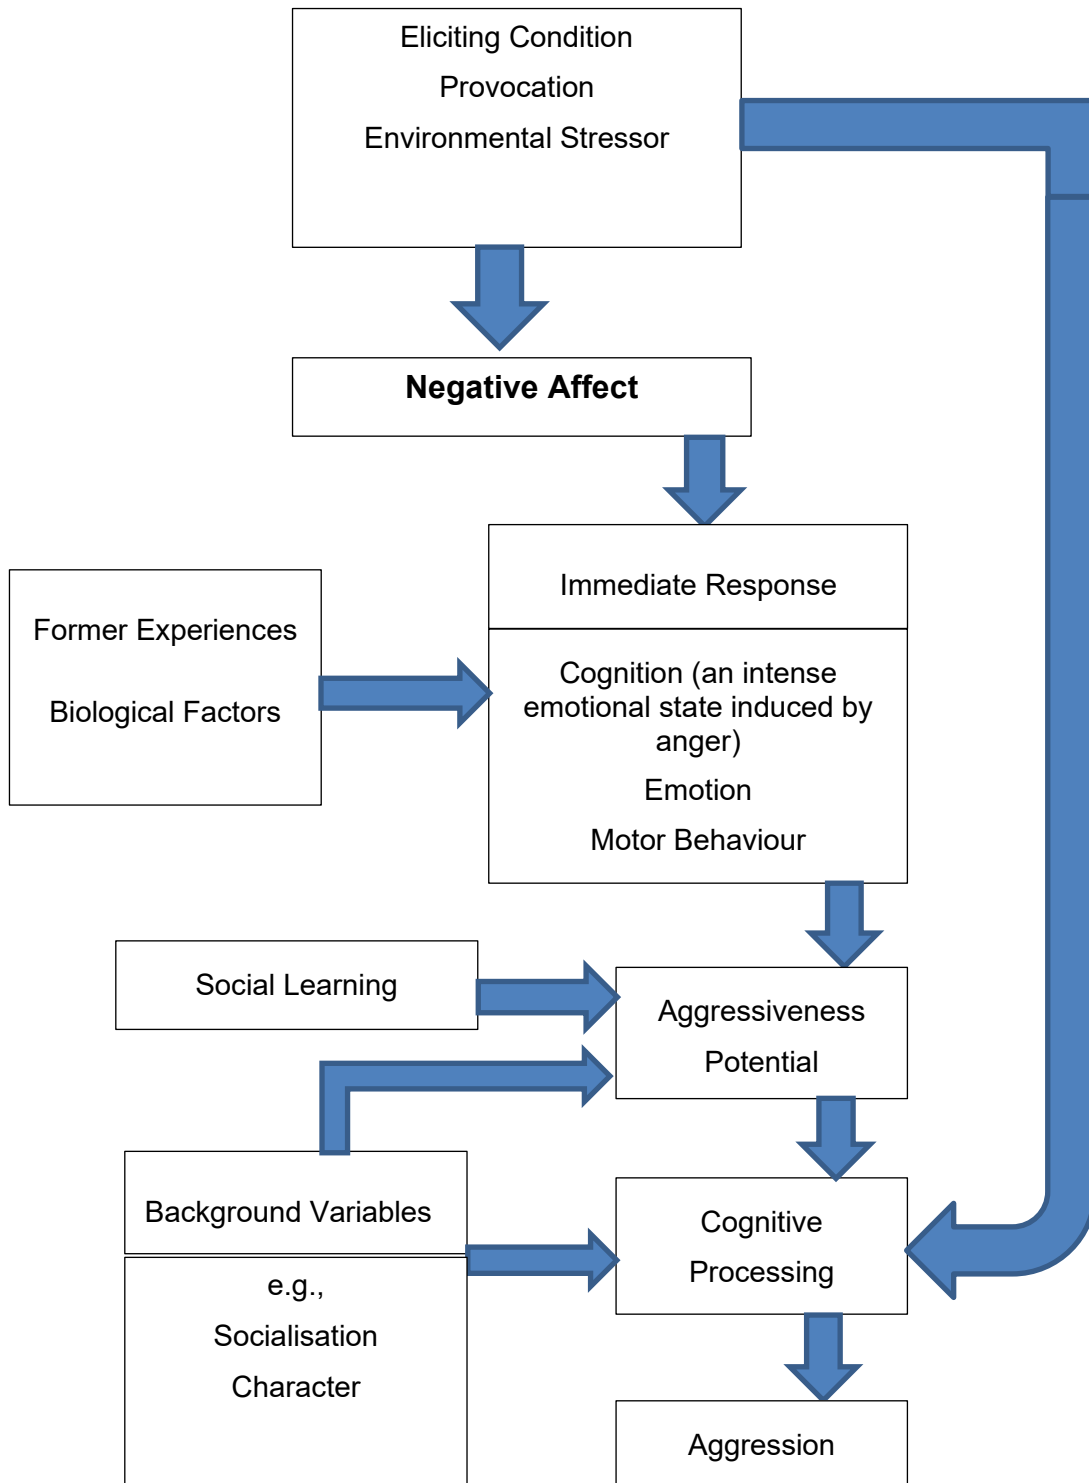 Eliciting Condition
Provocation
Environmental Stressor
Negative Affect
Immediate Response
Former Experiences
Biological Factors
Cognition (an intense
emotional state induced by
anger)
Emotion
Motor Behaviour
Social Learning
Aggressiveness
Potential
Background Variables
e.g.,
Socialisation
Character
Cognitive
Processing
Aggression